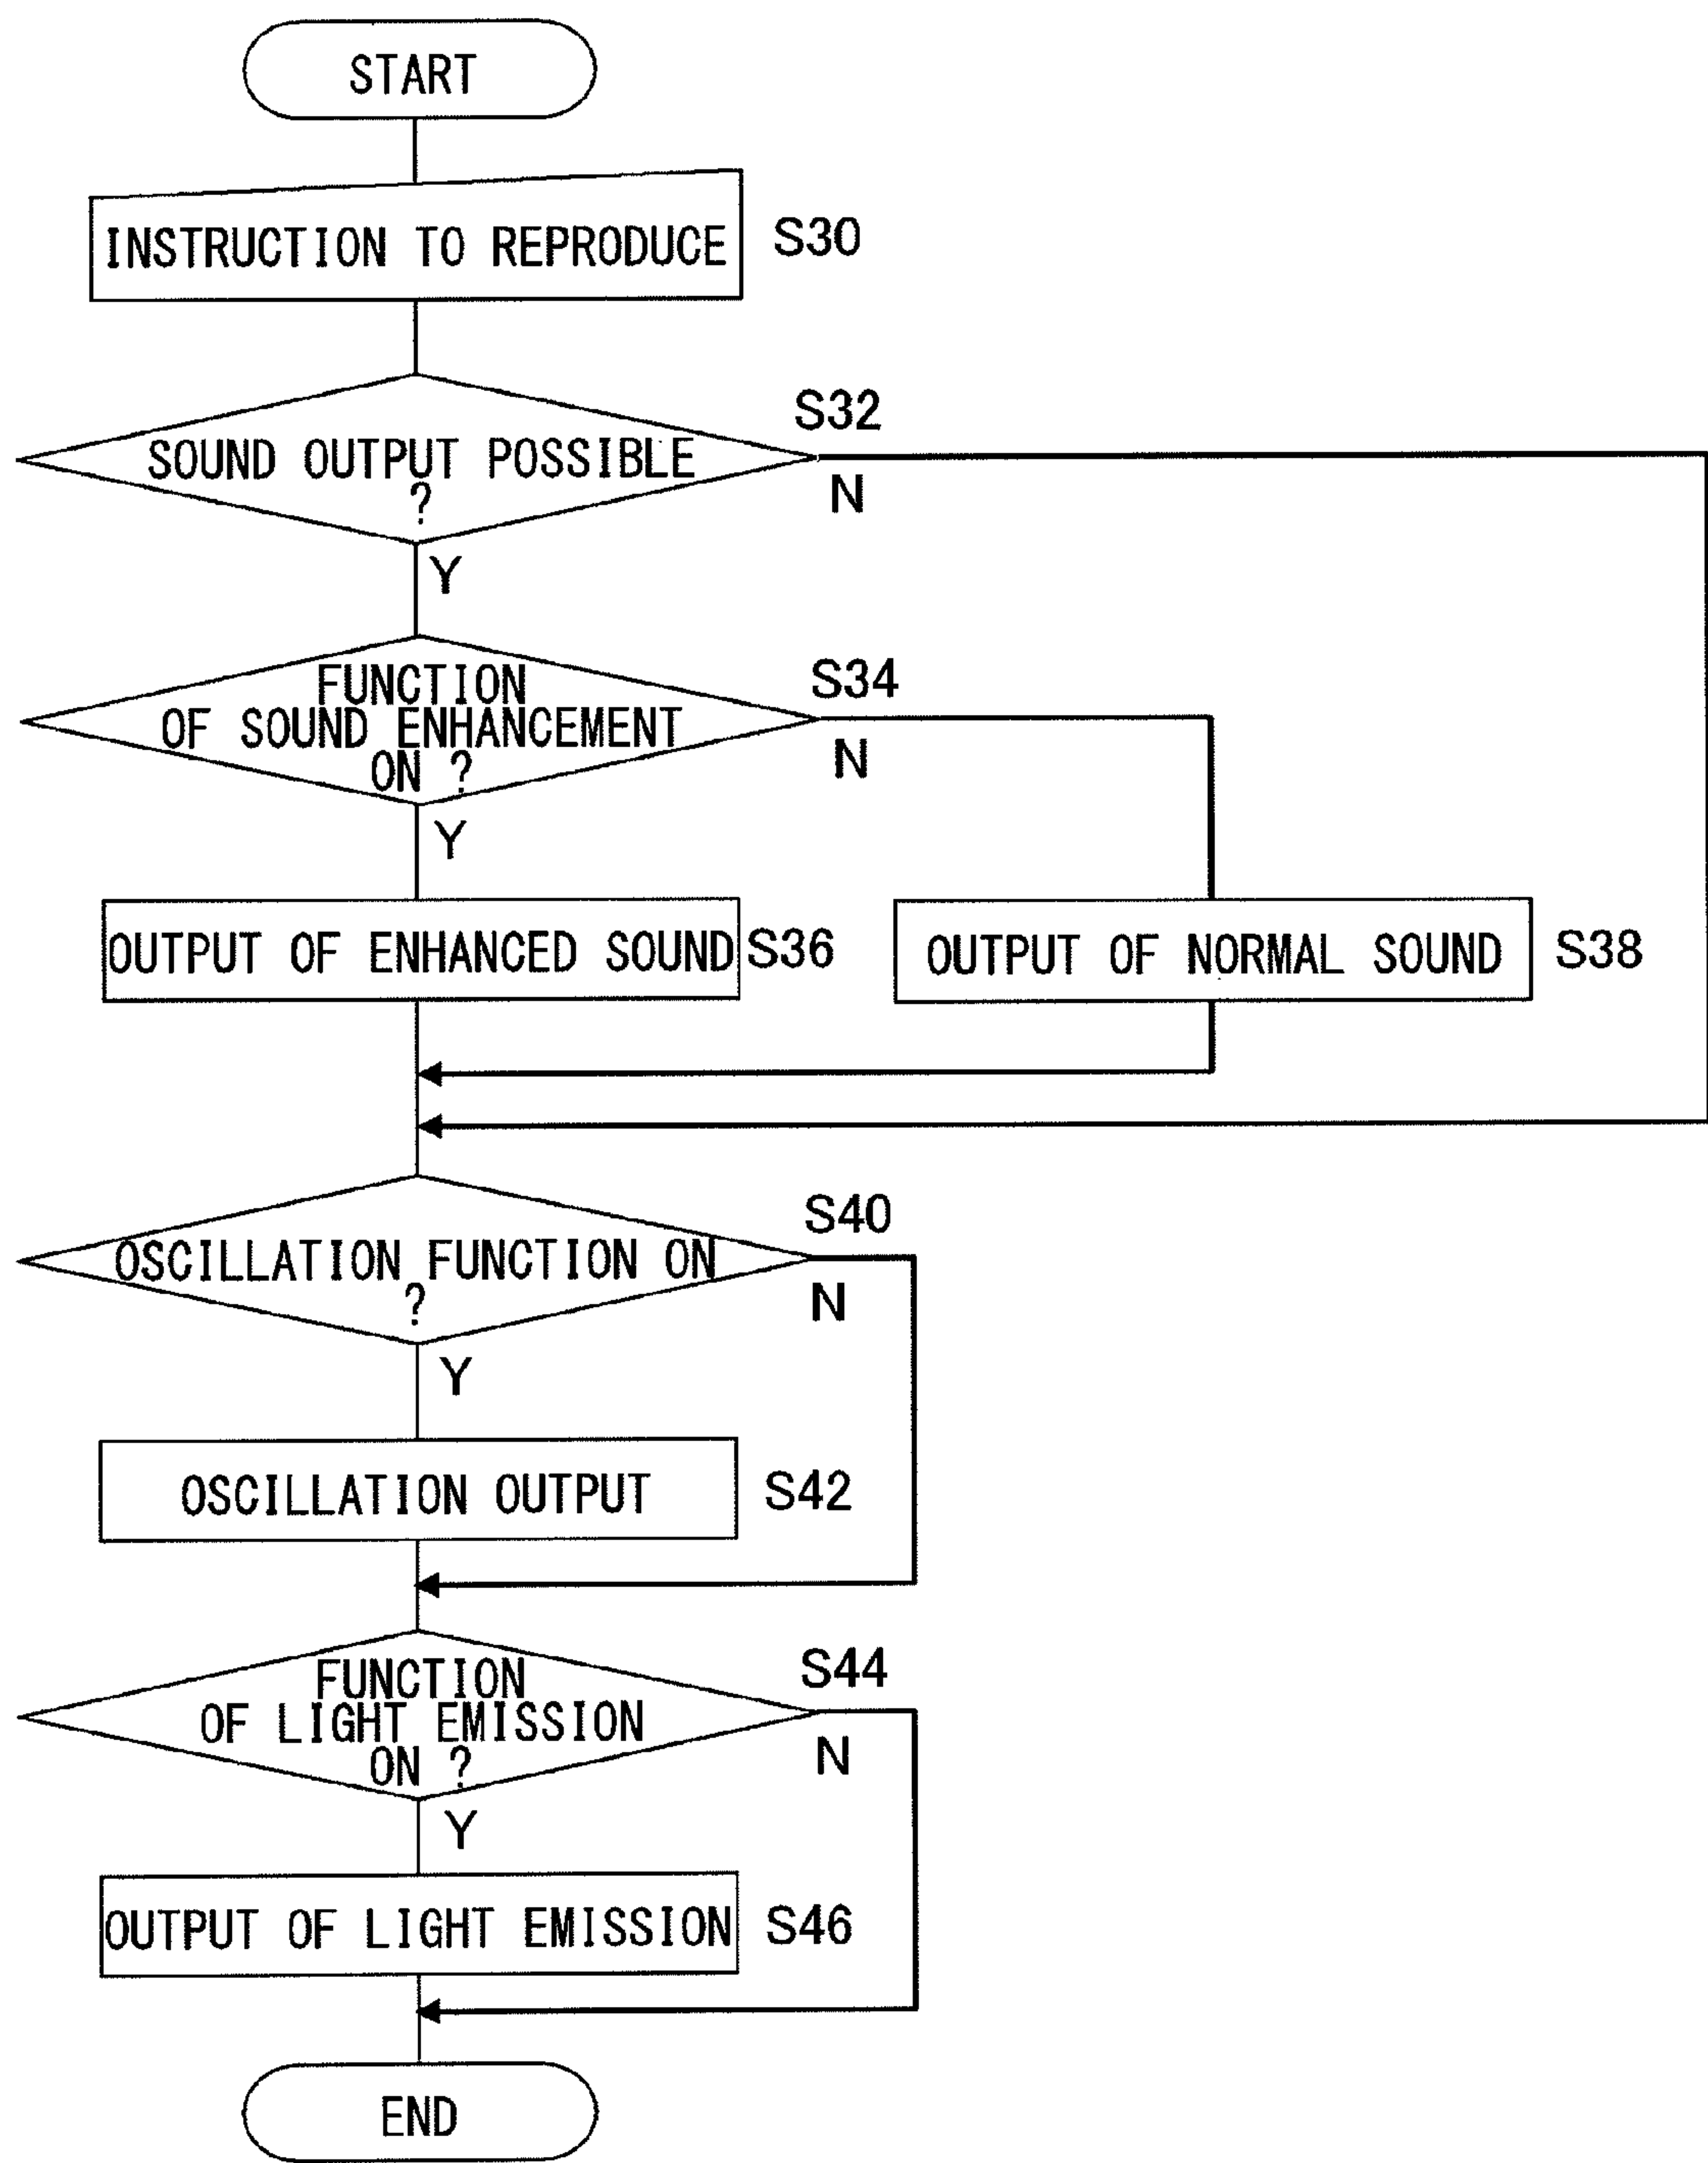 START
INSTRUCTION TO REPRODUCE
S30
S32
SOUND OUTPUT POSSIBLE
?
N
Y
FUNCTION
OF SOUND ENHANCEMENT
ON ?
S34
N
Y
OUTPUT OF ENHANCED SOUND
S36
OUTPUT OF NORMAL SOUND
S38
S40
OSCILLATION FUNCTION ON
?
N
Y
OSCILLATION OUTPUT
S42
FUNCTION
OF LIGHT EMISSION
ON ?
S44
N
Y
OUTPUT OF LIGHT EMISSION
S46
END